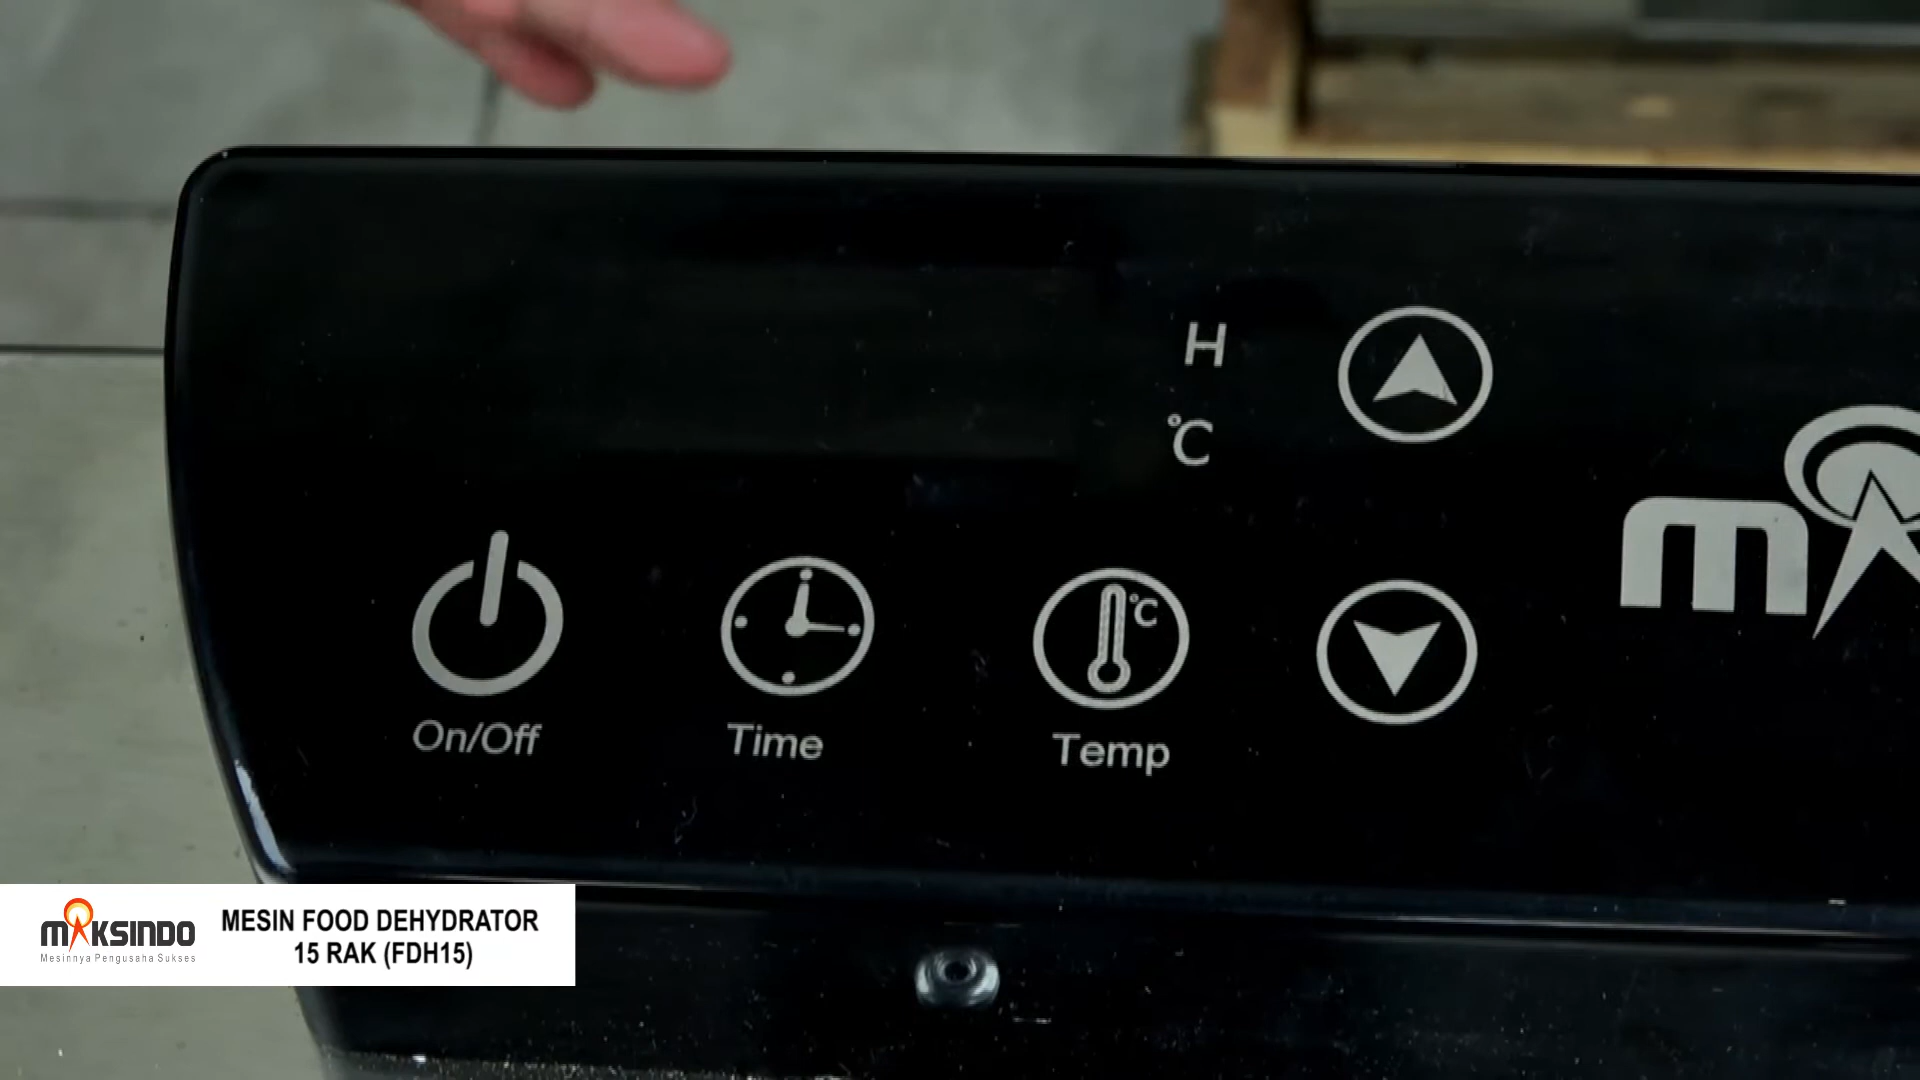 H
°C
°C
On/Off
Time
Temp
MAKSINDO
Mesinnya Pengusaha Sukses
MESIN FOOD DEHYDRATOR
15 RAK (FDH15)